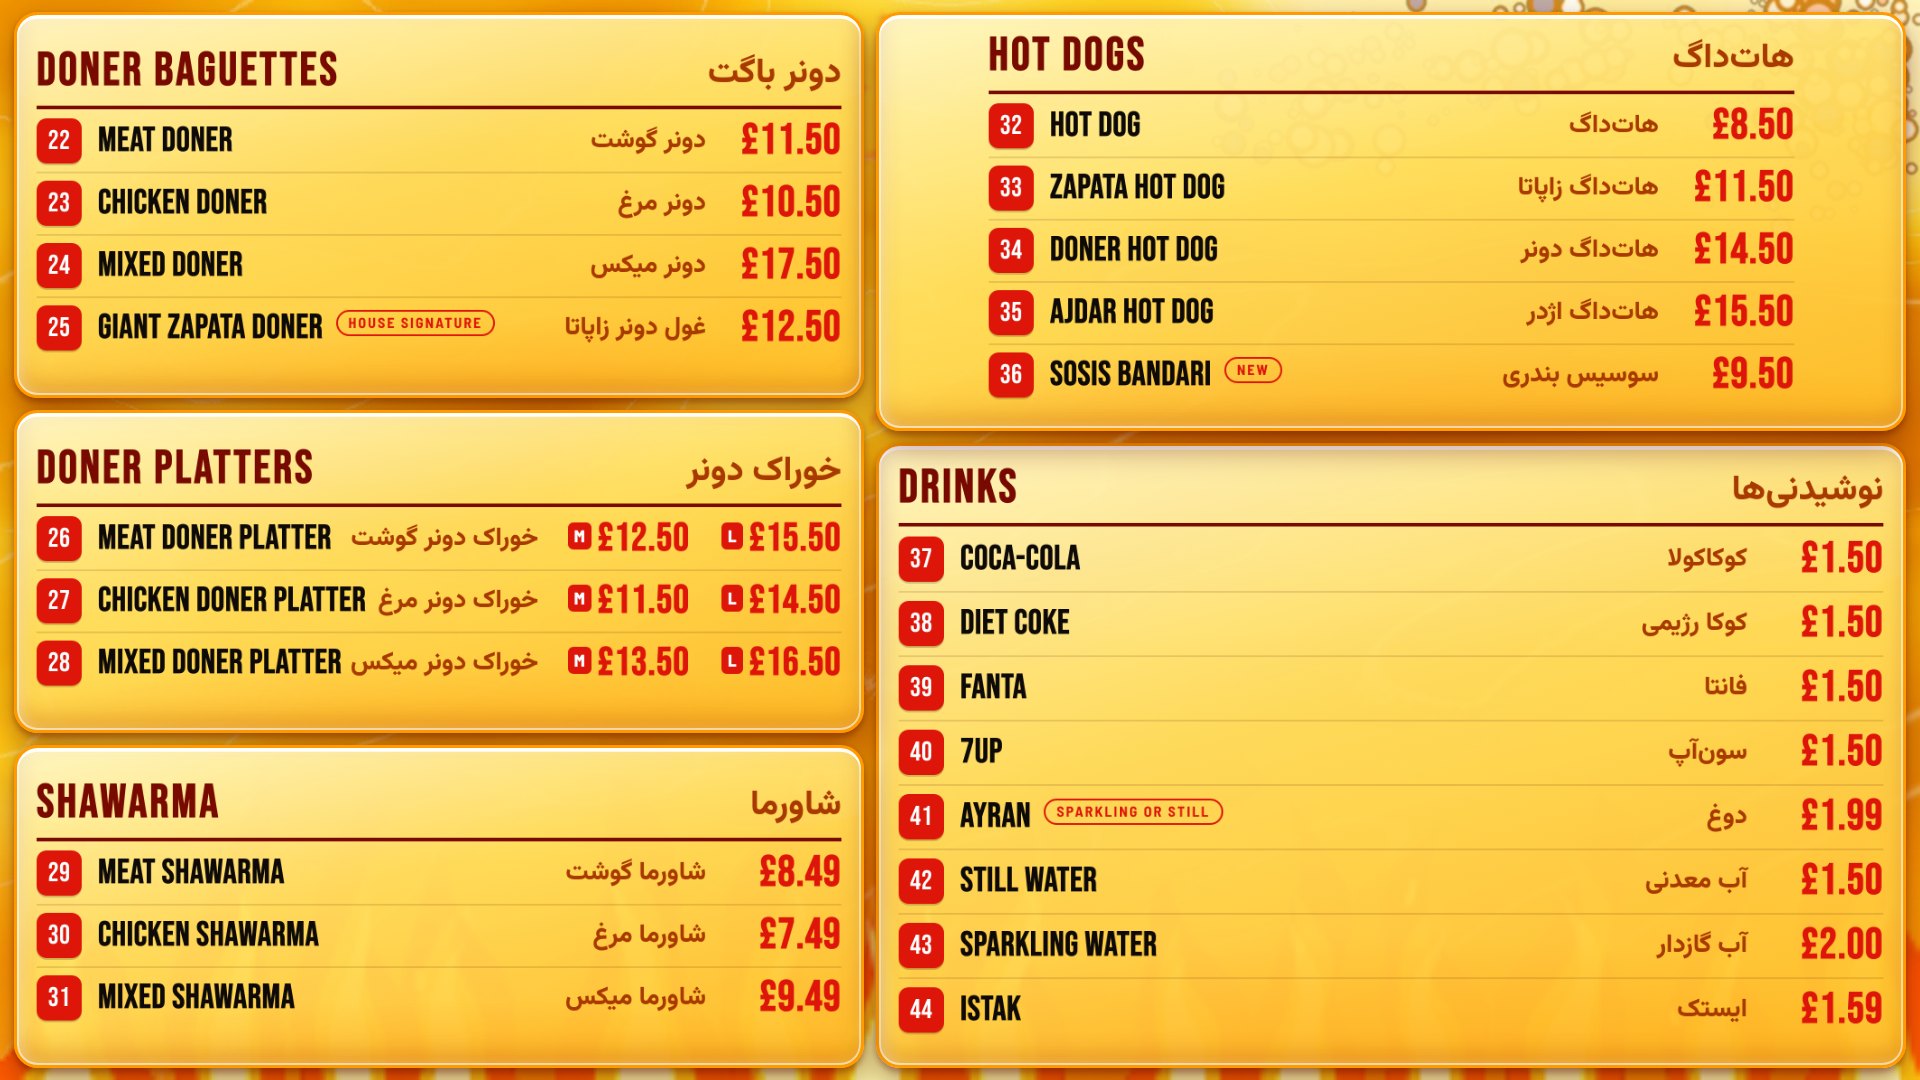 DONER BAGUETTES دونر باگت
22 MEAT DONER دونر گوشت £11.50
23 CHICKEN DONER دونر مرغ £10.50
24 MIXED DONER دونر میکس £17.50
25 GIANT ZAPATA DONER HOUSE SIGNATURE غول دونر زاپاتا £12.50
DONER PLATTERS خوراک دونر
26 MEAT DONER PLATTER خوراک دونر گوشت M £12.50 L £15.50
27 CHICKEN DONER PLATTER خوراک دونر مرغ M £11.50 L £14.50
28 MIXED DONER PLATTER خوراک دونر میکس M £13.50 L £16.50
SHAWARMA شاورما
29 MEAT SHAWARMA شاورما گوشت £8.49
30 CHICKEN SHAWARMA شاورما مرغ £7.49
31 MIXED SHAWARMA شاورما میکس £9.49
HOT DOGS هات‌داگ
32 HOT DOG هات‌داگ £8.50
33 ZAPATA HOT DOG هات‌داگ زاپاتا £11.50
34 DONER HOT DOG هات‌داگ دونر £14.50
35 AJDAR HOT DOG هات‌داگ اژدر £15.50
36 SOSIS BANDARI NEW سوسیس بندری £9.50
DRINKS نوشیدنی‌ها
37 COCA-COLA کوکاکولا £1.50
38 DIET COKE کوکا رژیمی £1.50
39 FANTA فانتا £1.50
40 7UP سون‌آپ £1.50
41 AYRAN SPARKLING OR STILL دوغ £1.99
42 STILL WATER آب معدنی £1.50
43 SPARKLING WATER آب گازدار £2.00
44 ISTAK ایستک £1.59